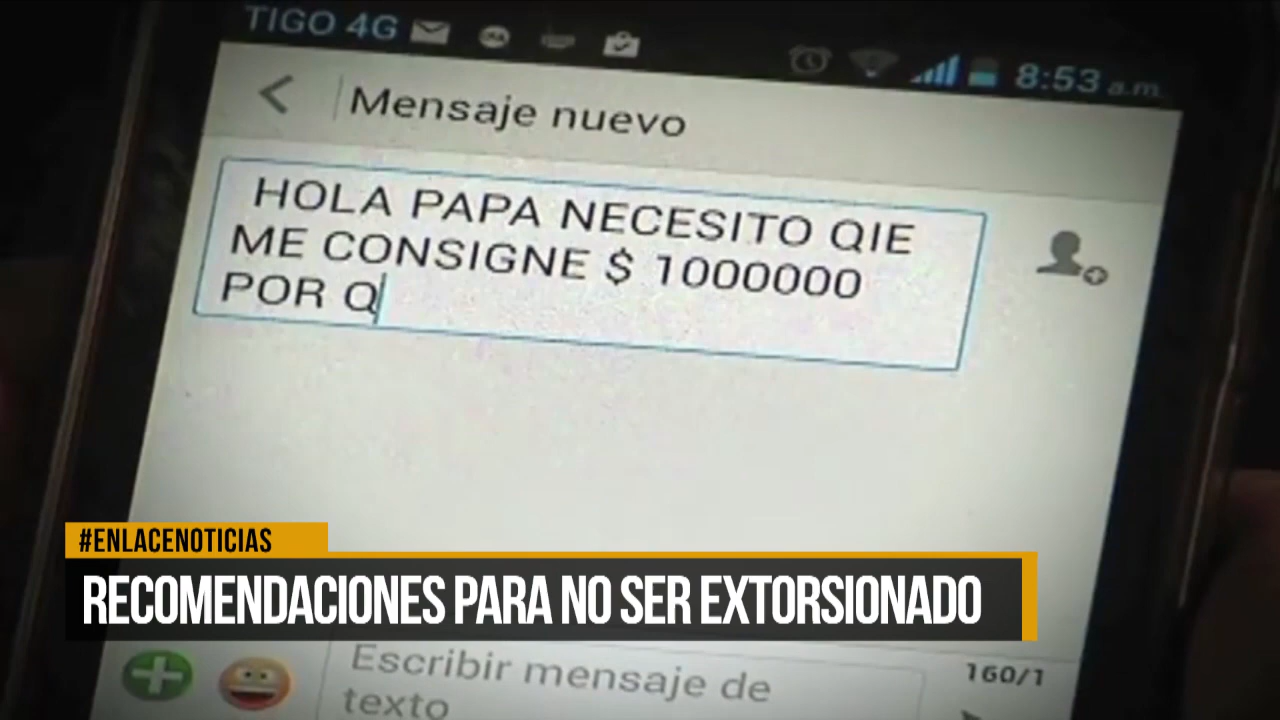 TIGO 4G
8:53 a.m.
Mensaje nuevo
HOLA PAPA NECESITO QIE
ME CONSIGNE $ 1000000
POR Q
#ENLACENOTICIAS
RECOMENDACIONES PARA NO SER EXTORSIONADO
Escribir mensaje de
texto
160/1